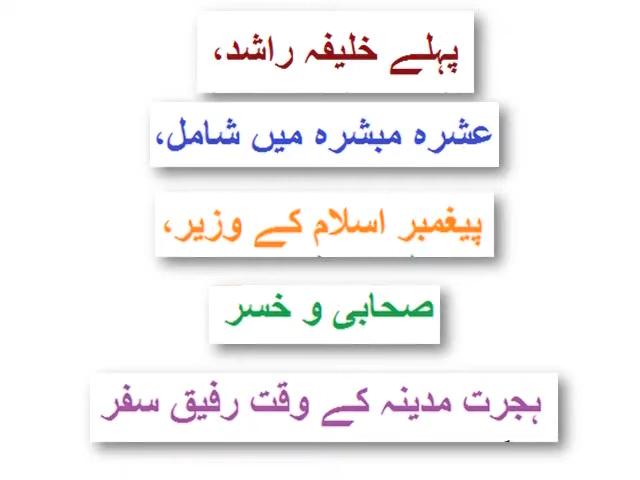 پہلے خلیفہ راشد،
عشرہ مبشرہ میں شامل،
پیغمبر اسلام کے وزیر،
صحابی و خسر
ہجرت مدینہ کے وقت رفیق سفر